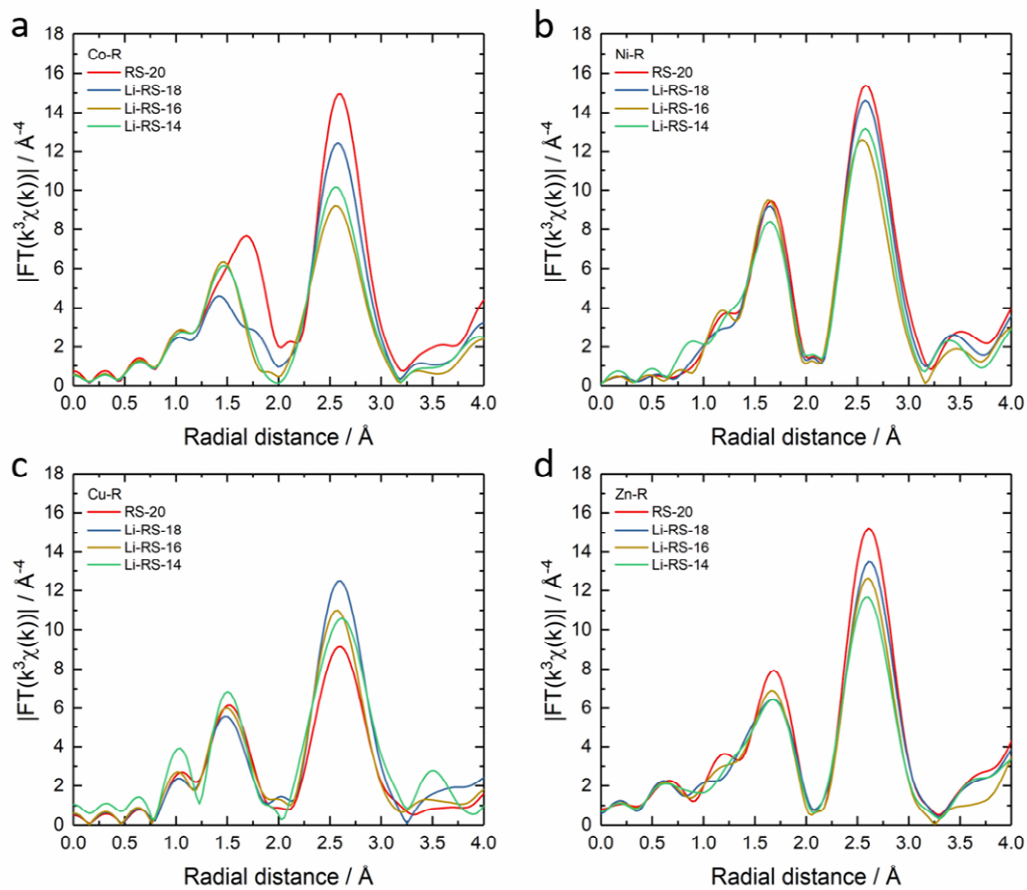 a
18
16
14
12
10
8
6
4
2
0
|FT(k³χ(k))| / Å⁻⁴
Co-R
RS-20
Li-RS-18
Li-RS-16
Li-RS-14
0.0 0.5 1.0 1.5 2.0 2.5 3.0 3.5 4.0
Radial distance / Å
b
18
16
14
12
10
8
6
4
2
0
|FT(k³χ(k))| / Å⁻⁴
Ni-R
RS-20
Li-RS-18
Li-RS-16
Li-RS-14
0.0 0.5 1.0 1.5 2.0 2.5 3.0 3.5 4.0
Radial distance / Å
c
18
16
14
12
10
8
6
4
2
0
|FT(k³χ(k))| / Å⁻⁴
Cu-R
RS-20
Li-RS-18
Li-RS-16
Li-RS-14
0.0 0.5 1.0 1.5 2.0 2.5 3.0 3.5 4.0
Radial distance / Å
d
18
16
14
12
10
8
6
4
2
0
|FT(k³χ(k))| / Å⁻⁴
Zn-R
RS-20
Li-RS-18
Li-RS-16
Li-RS-14
0.0 0.5 1.0 1.5 2.0 2.5 3.0 3.5 4.0
Radial distance / Å